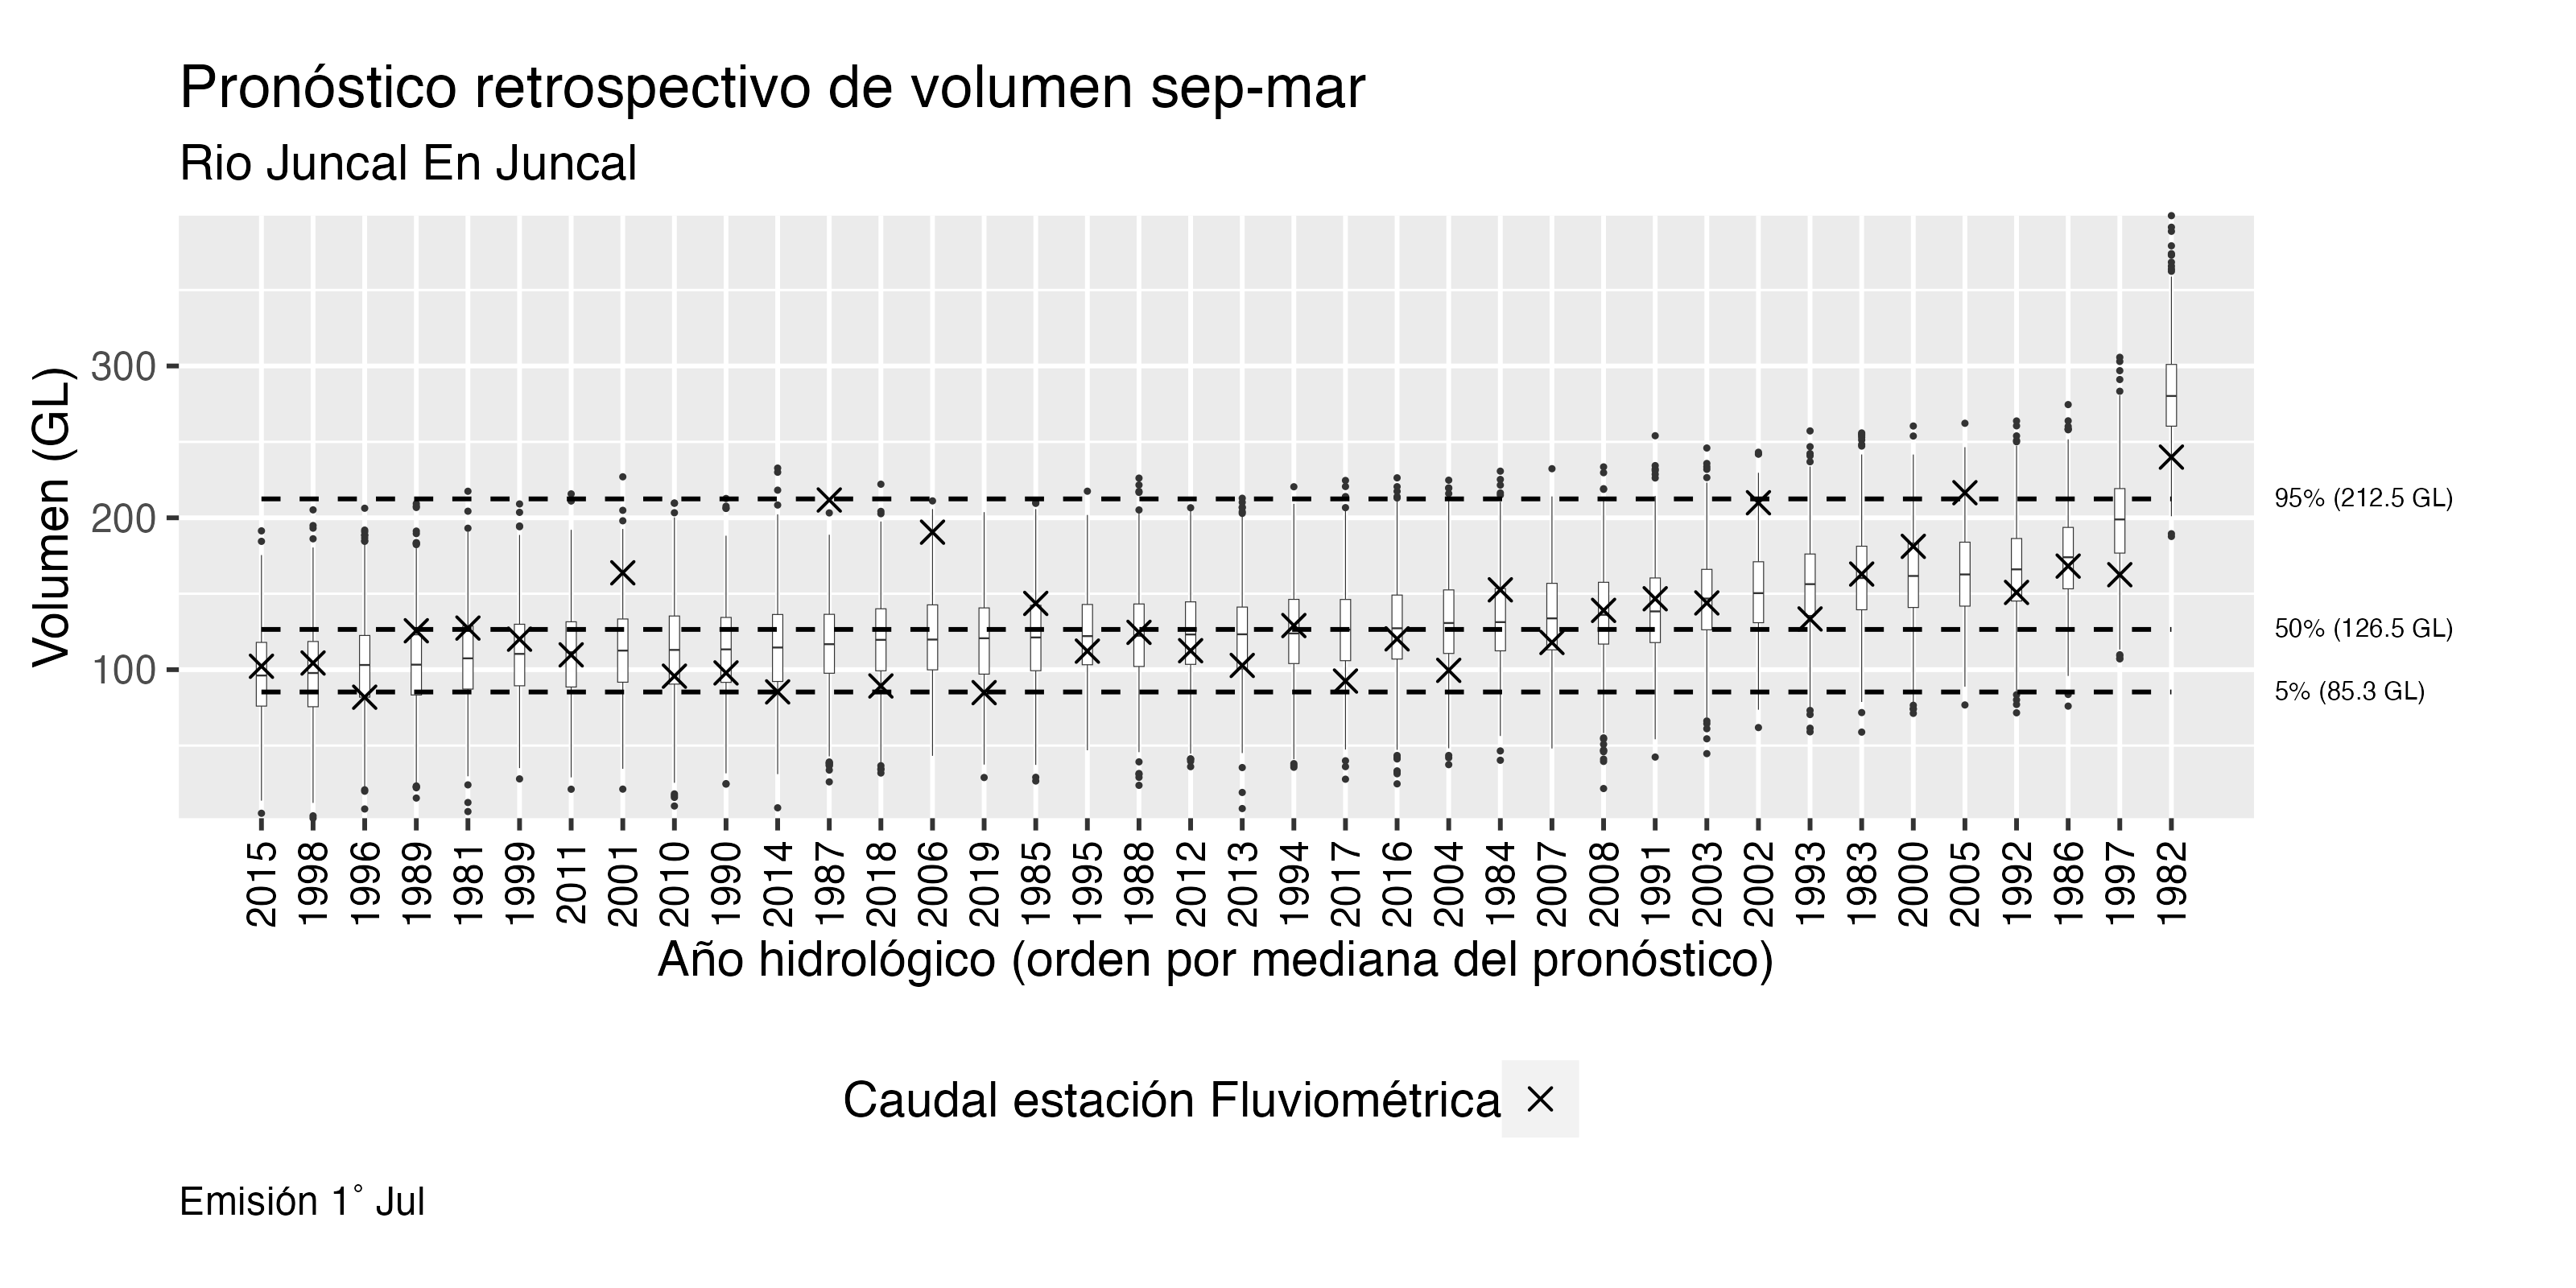 Pronóstico retrospectivo de volumen sep-mar
Rio Juncal En Juncal
Volumen (GL)
300
200
100
95% (212.5 GL)
50% (126.5 GL)
5% (85.3 GL)
2015 1998 1996 1989 1981 1999 2011 2001 2010 1990 2014 1987 2018 2006 2019 1985 1995 1988 2012 2013 1994 2017 2016 2004 1984 2007 2008 1991 2003 2002 1993 1983 2000 2005 1992 1986 1997 1982
Año hidrológico (orden por mediana del pronóstico)
Caudal estación Fluviométrica
Emisión 1° Jul